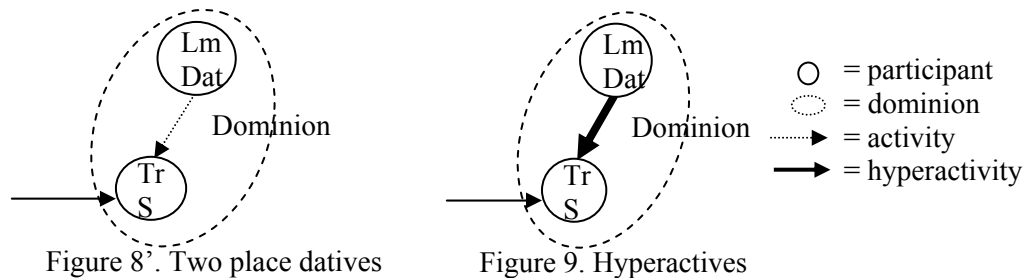 Lm
Dat
Dominion
Tr
S
Figure 8’. Two place datives
Lm
Dat
Dominion
Tr
S
Figure 9. Hyperactives
= participant
= dominion
= activity
= hyperactivity